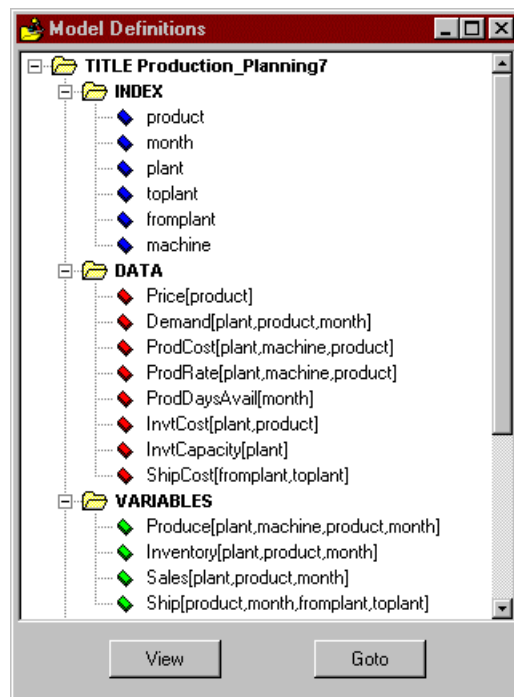 Model Definitions
TITLE Production_Planning7
INDEX
product
month
plant
toplant
fromplant
machine
DATA
Price[product]
Demand[plant,product,month]
ProdCost[plant,machine,product]
ProdRate[plant,machine,product]
ProdDaysAvail[month]
InvtCost[plant,product]
InvtCapacity[plant]
ShipCost[fromplant,toplant]
VARIABLES
Produce[plant,machine,product,month]
Inventory[plant,product,month]
Sales[plant,product,month]
Ship[product,month,fromplant,toplant]
View Goto